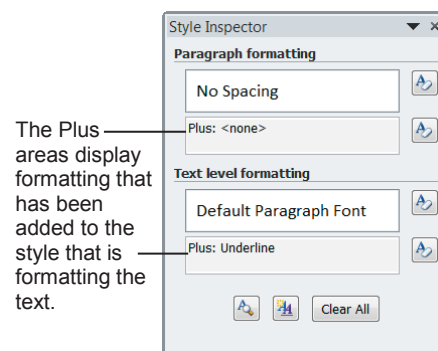 Style Inspector
Paragraph formatting
No Spacing
Plus: <none>
Text level formatting
Default Paragraph Font
Plus: Underline
Clear All
The Plus
areas display
formatting that
has been
added to the
style that is
formatting the
text.